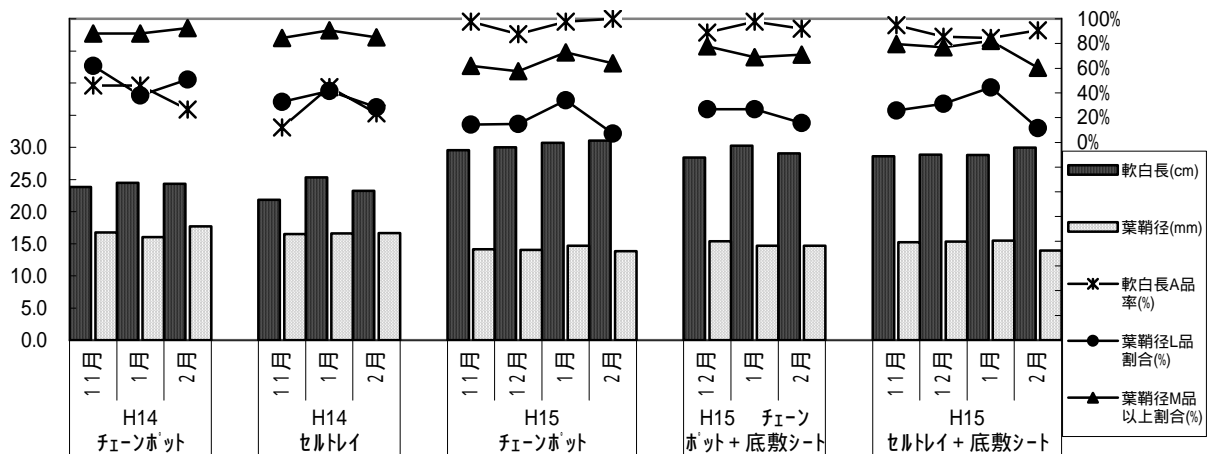 100%
80%
60%
40%
20%
0%
30.0
25.0
20.0
15.0
10.0
5.0
0.0
軟白長(cm)
葉鞘径(mm)
軟白長A品
率(%)
葉鞘径L品
割合(%)
葉鞘径M品
以上割合(%)
11月 1月 2月 11月 1月 2月 11月 12月 1月 2月 12月 1月 2月 11月 12月 1月 2月
H14 H14 H15 H15 チェーン H15
チェーンポット セルトレイ チェーンポット ポット+底敷シート セルトレイ+底敷シート